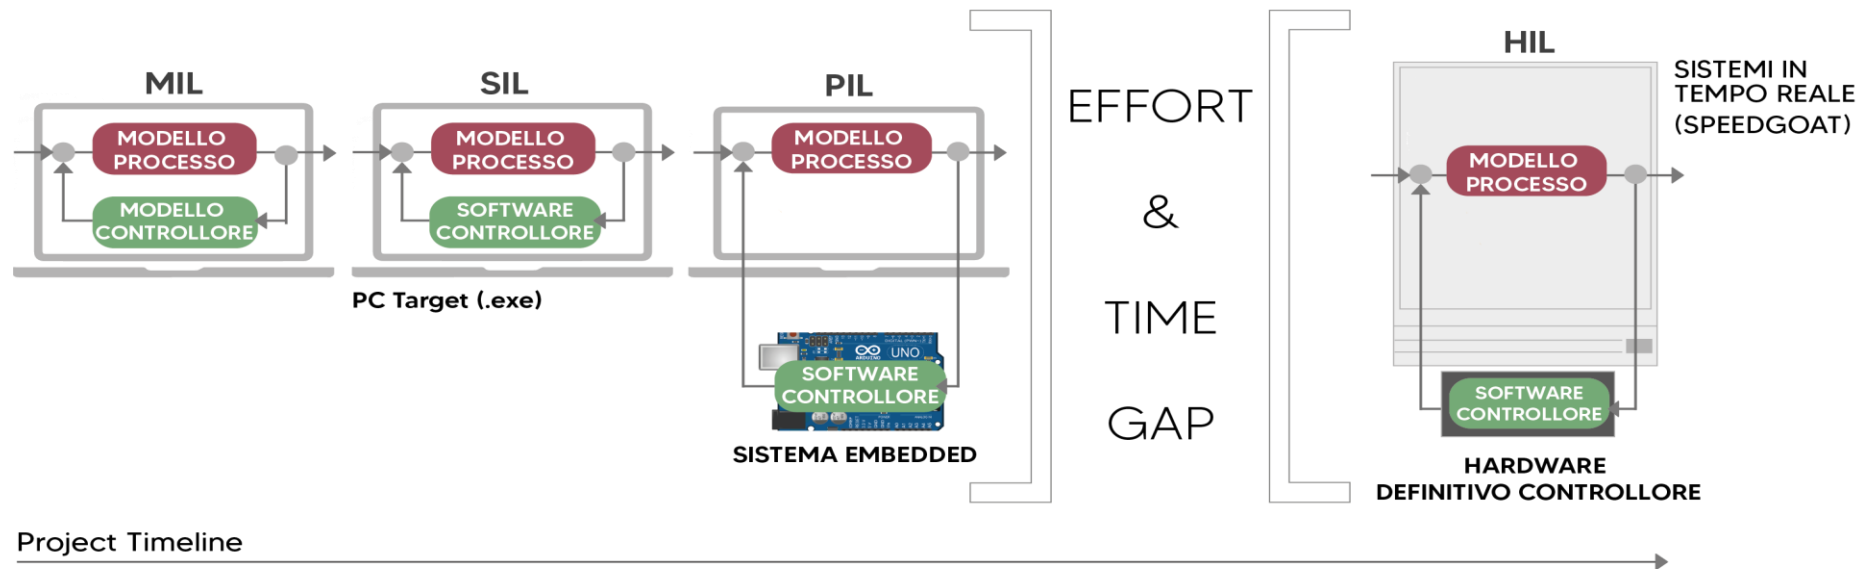 MIL
MODELLO
PROCESSO
MODELLO
CONTROLLORE
SIL
MODELLO
PROCESSO
SOFTWARE
CONTROLLORE
PC Target (.exe)
PIL
MODELLO
PROCESSO
ARDUINO
UNO
SOFTWARE
CONTROLLORE
SISTEMA EMBEDDED
EFFORT
&
TIME
GAP
HIL
SISTEMI IN
TEMPO REALE
(SPEEDGOAT)
MODELLO
PROCESSO
SOFTWARE
CONTROLLORE
HARDWARE
DEFINITIVO CONTROLLORE
Project Timeline